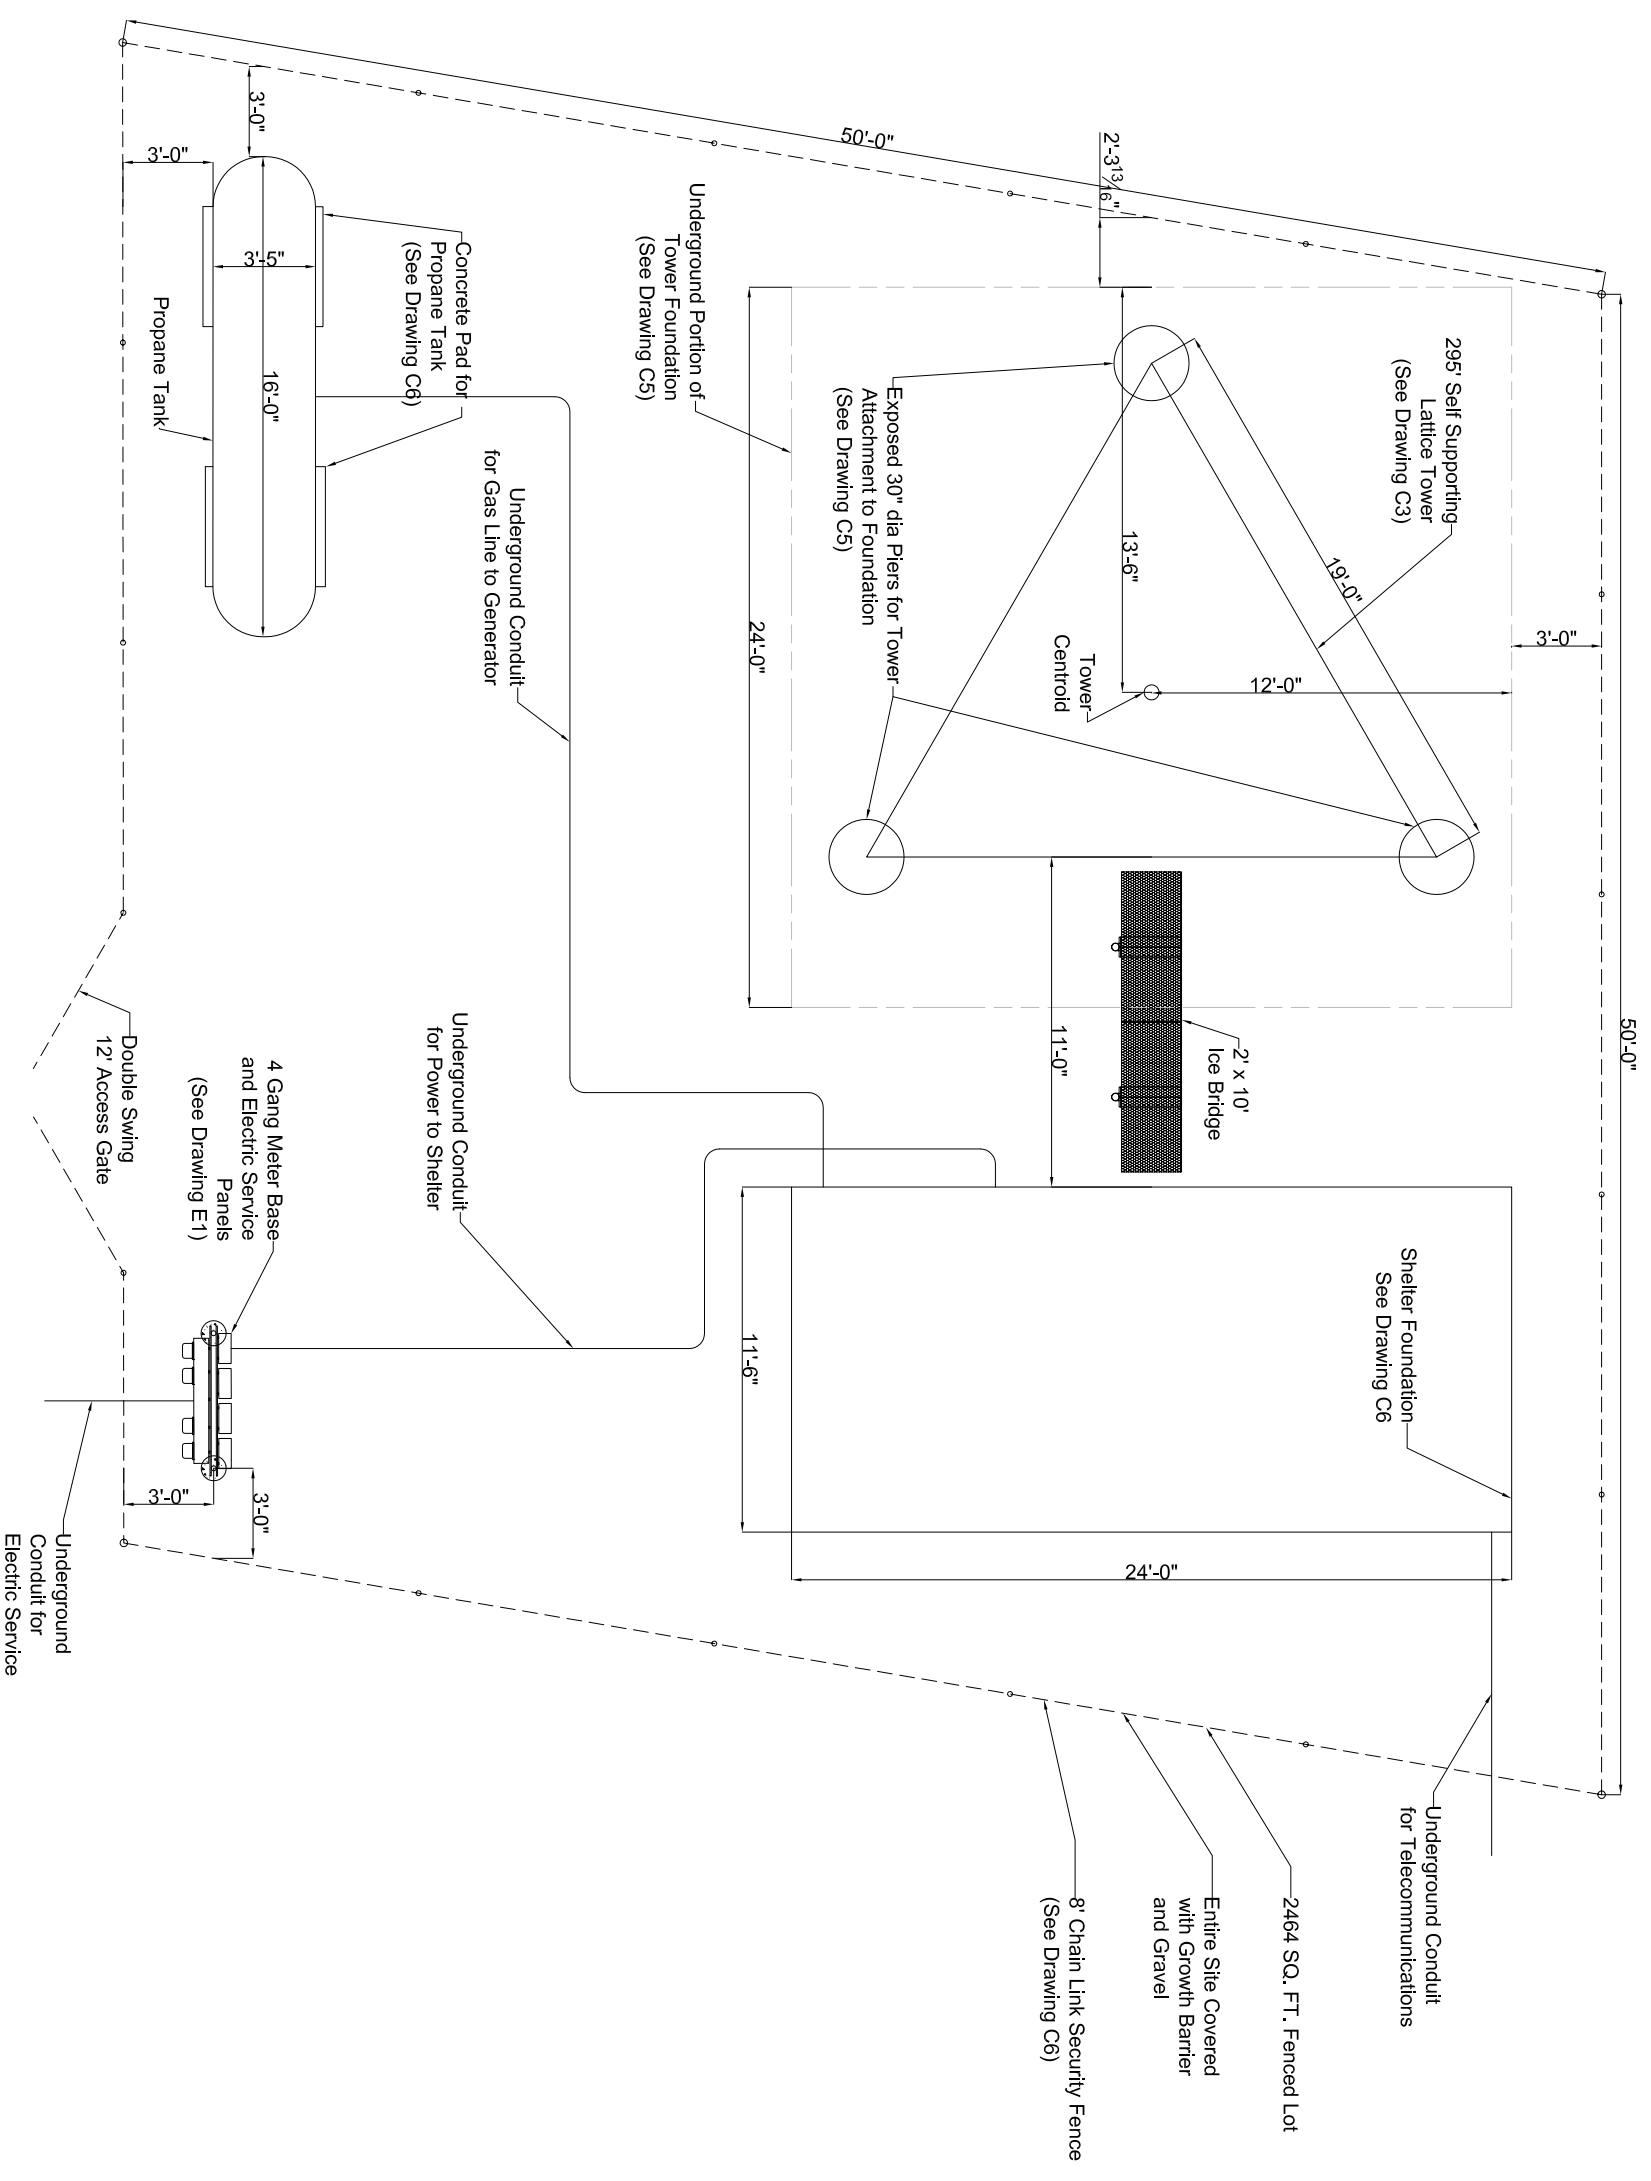 50'-0"
50'-0"
3'-0"
3'-0"
3'-5"
16'-0"
Propane Tank
Concrete Pad for
Propane Tank
(See Drawing C6)
Underground Conduit
for Gas Line to Generator
Underground Portion of
Tower Foundation
(See Drawing C5)
2'-3 13/16"
295' Self Supporting
Lattice Tower
(See Drawing C3)
Exposed 30" dia Piers for Tower
Attachment to Foundation
(See Drawing C5)
13'-6"
19'-0"
3'-0"
12'-0"
Tower
Centroid
24'-0"
11'-0"
2' x 10'
Ice Bridge
Double Swing
12' Access Gate
4 Gang Meter Base
and Electric Service
Panels
(See Drawing E1)
Underground Conduit
for Power to Shelter
Shelter Foundation
See Drawing C6
11'-6"
24'-0"
3'-0"
3'-0"
Underground
Conduit for
Electric Service
Underground Conduit
for Telecommunications
2464 SQ. FT. Fenced Lot
Entire Site Covered
with Growth Barrier
and Gravel
8' Chain Link Security Fence
(See Drawing C6)